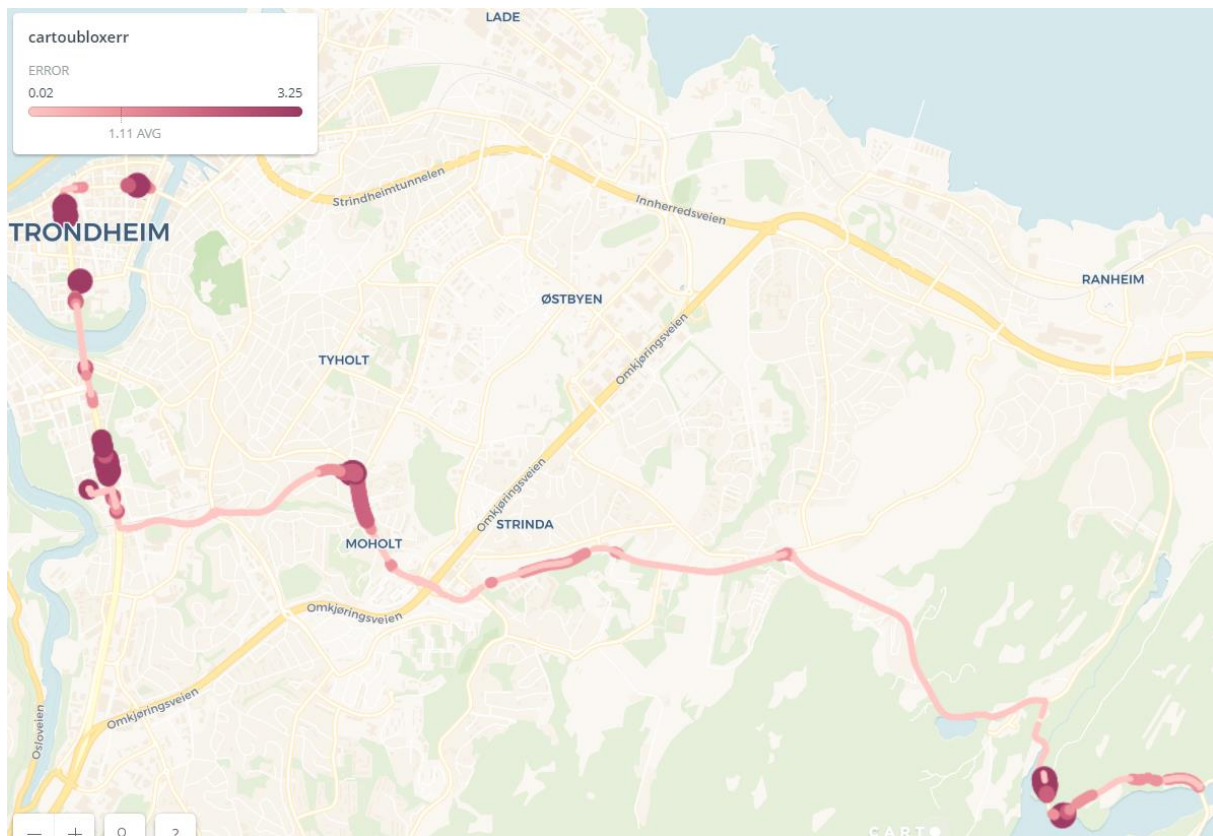 LADE
cartoubloxerr
ERROR
0.02 3.25
1.11 AVG
Strindheimtunnelen
Innherredsveien
TRONDHEIM
RANHEIM
ØSTBYEN
Omkjøringsveien
TYHOLT
Omkjøringsveien
STRINDA
MOHOLT
Omkjøringsveien
Omkjøringsveien
Osloveien
CARTO
− + ?